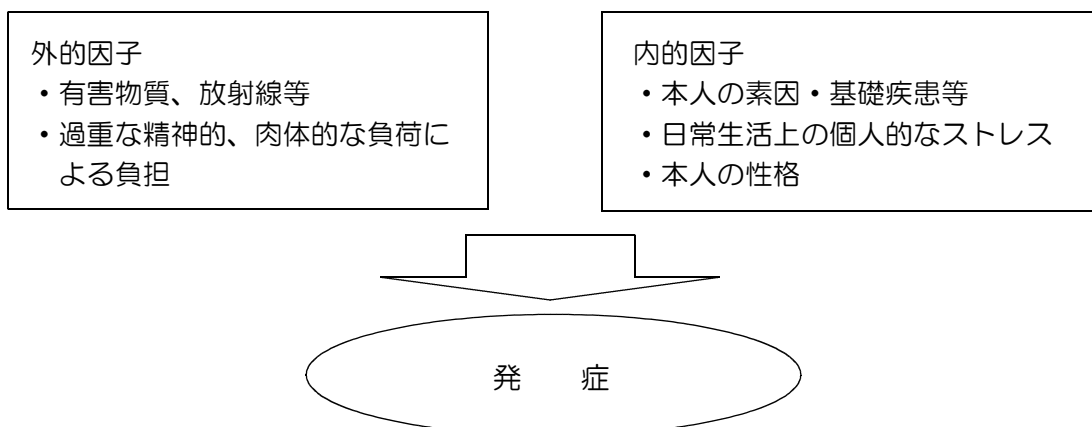 外的因子
・有害物質、放射線等
・過重な精神的、肉体的な負荷に
よる負担
内的因子
・本人の素因・基礎疾患等
・日常生活上の個人的なストレス
・本人の性格
発　症